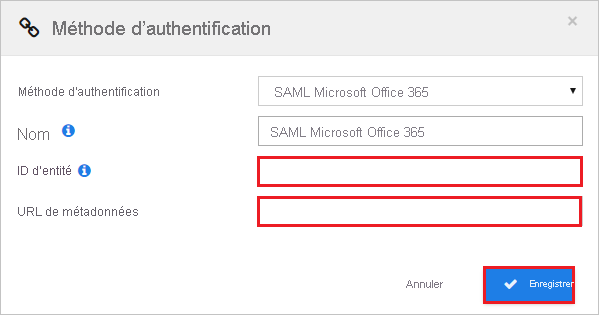 Méthode d'authentification
Méthode d'authentification
SAML Microsoft Office 365
Nom
SAML Microsoft Office 365
ID d'entité
URL de métadonnées
Annuler
Enregistrer